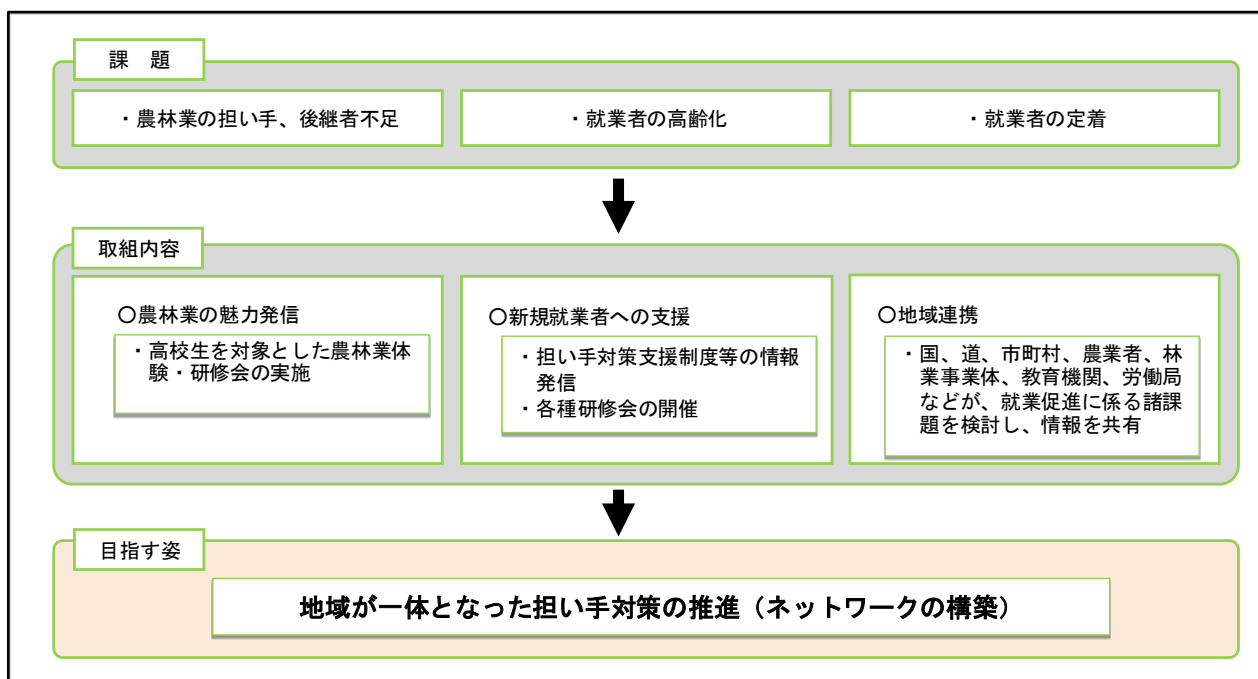 課　題
・農林業の担い手、後継者不足
・就業者の高齢化
・就業者の定着
取組内容
〇農林業の魅力発信
・高校生を対象とした農林業体
験・研修会の実施
〇新規就業者への支援
・担い手対策支援制度等の情報
発信
・各種研修会の開催
〇地域連携
・国、道、市町村、農業者、林
業事業体、教育機関、労働局
などが、就業促進に係る諸課
題を検討し、情報を共有
目指す姿
地域が一体となった担い手対策の推進（ネットワークの構築）